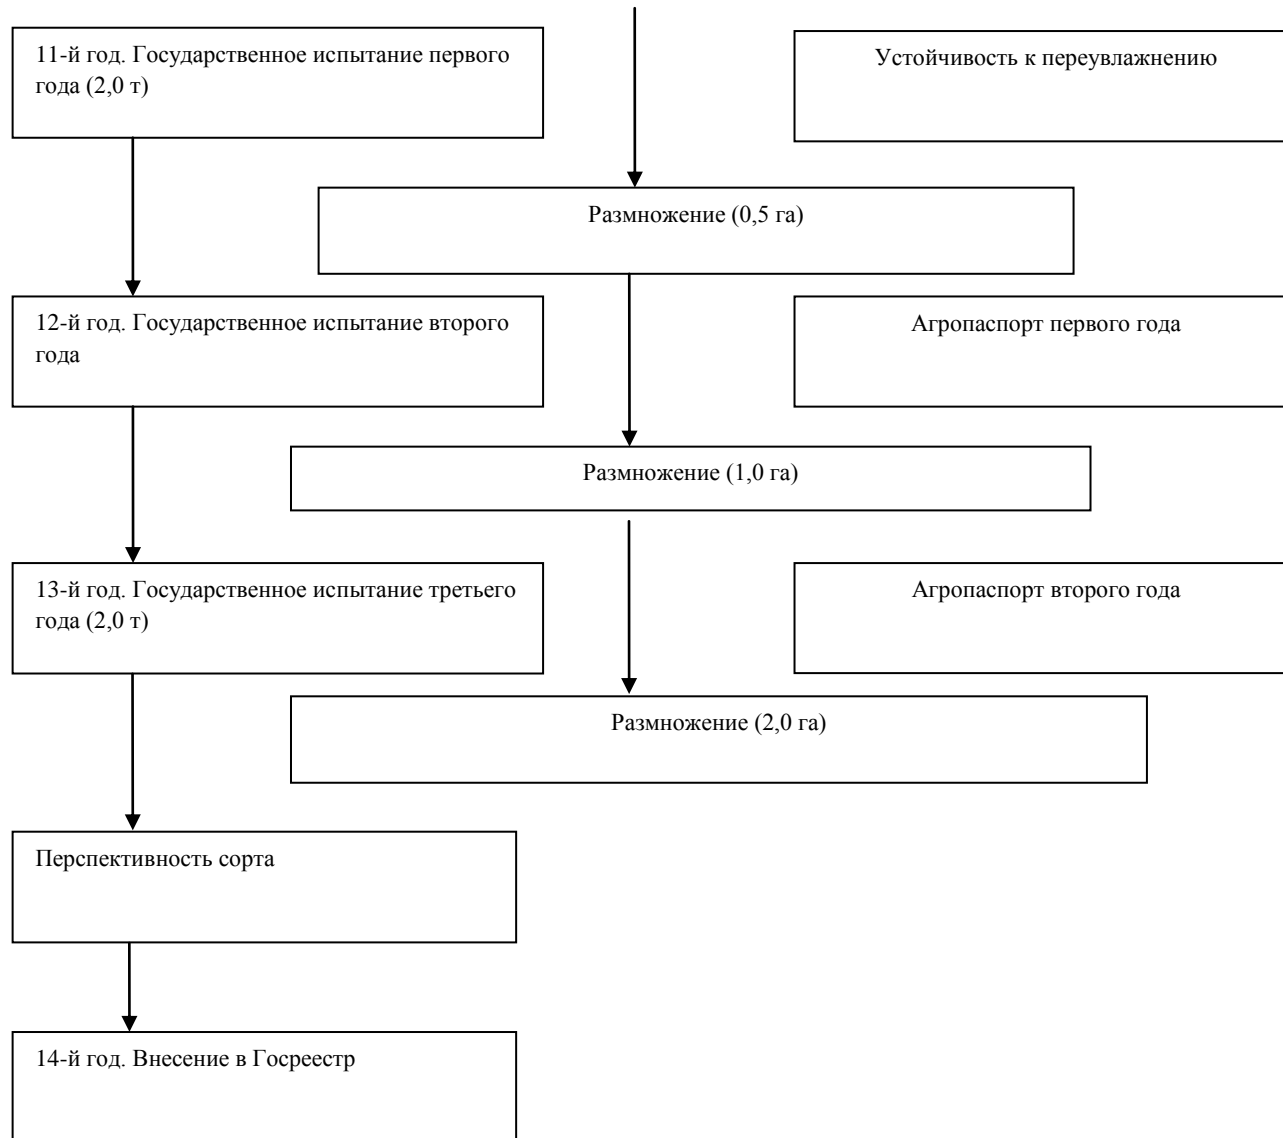 11-й год. Государственное испытание первого
года (2,0 т)
Устойчивость к переувлажнению
Размножение (0,5 га)
12-й год. Государственное испытание второго
года
Агропаспорт первого года
Размножение (1,0 га)
13-й год. Государственное испытание третьего
года (2,0 т)
Агропаспорт второго года
Размножение (2,0 га)
Перспективность сорта
14-й год. Внесение в Госреестр